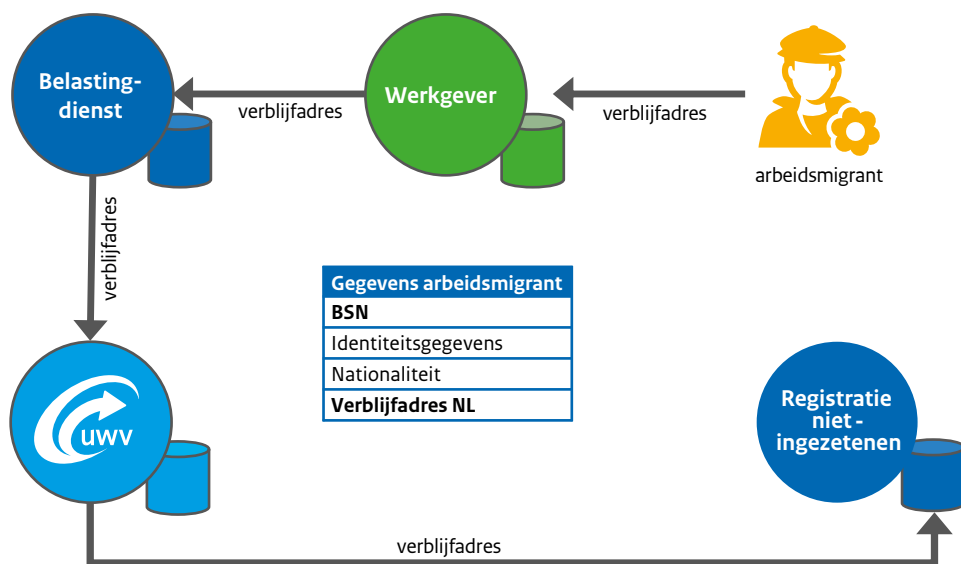 Belasting-
dienst
verblijfadres
Werkgever
verblijfadres
arbeidsmigrant
verblijfadres
Gegevens arbeidsmigrant
BSN
Identiteitsgegevens
Nationaliteit
Verblijfadres NL
uwv
Registratie
niet -
ingezetenen
verblijfadres